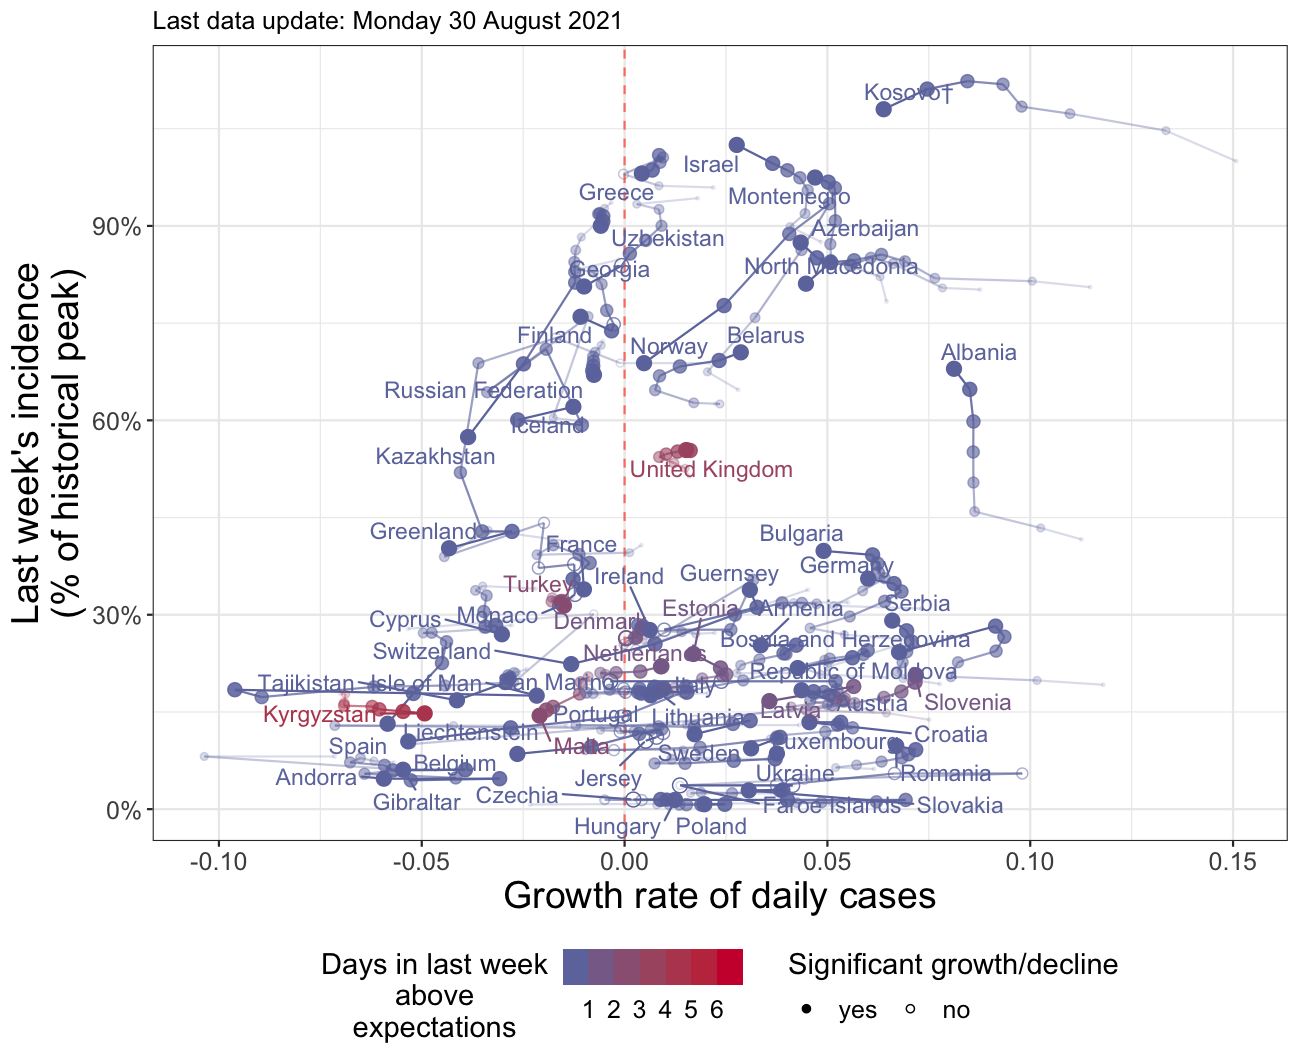 Last data update: Monday 30 August 2021
Last week's incidence
(% of historical peak)
90%
60%
30%
0%
Kosovo†
Israel
Greece
Montenegro
Uzbekistan
Azerbaijan
Georgia
North Macedonia
Finland
Norway
Belarus
Albania
Russian Federation
Iceland
Kazakhstan
United Kingdom
Greenland
France
Bulgaria
Turkey
Ireland
Guernsey
Germany
Cyprus
Monaco
Denmark
Estonia
Armenia
Serbia
Switzerland
Netherlands
Bosnia and Herzegovina
Tajikistan
Isle of Man
San Marino
Italy
Republic of Moldova
Kyrgyzstan
Portugal
Lithuania
Latvia
Austria
Slovenia
Liechtenstein
Spain
Malta
Sweden
Luxembourg
Croatia
Andorra
Belgium
Jersey
Ukraine
Romania
Gibraltar
Czechia
Faroe Islands
Slovakia
Hungary
Poland
-0.10
-0.05
0.00
0.05
0.10
0.15
Growth rate of daily cases
Days in last week
above
expectations
1 2 3 4 5 6
Significant growth/decline
yes
no